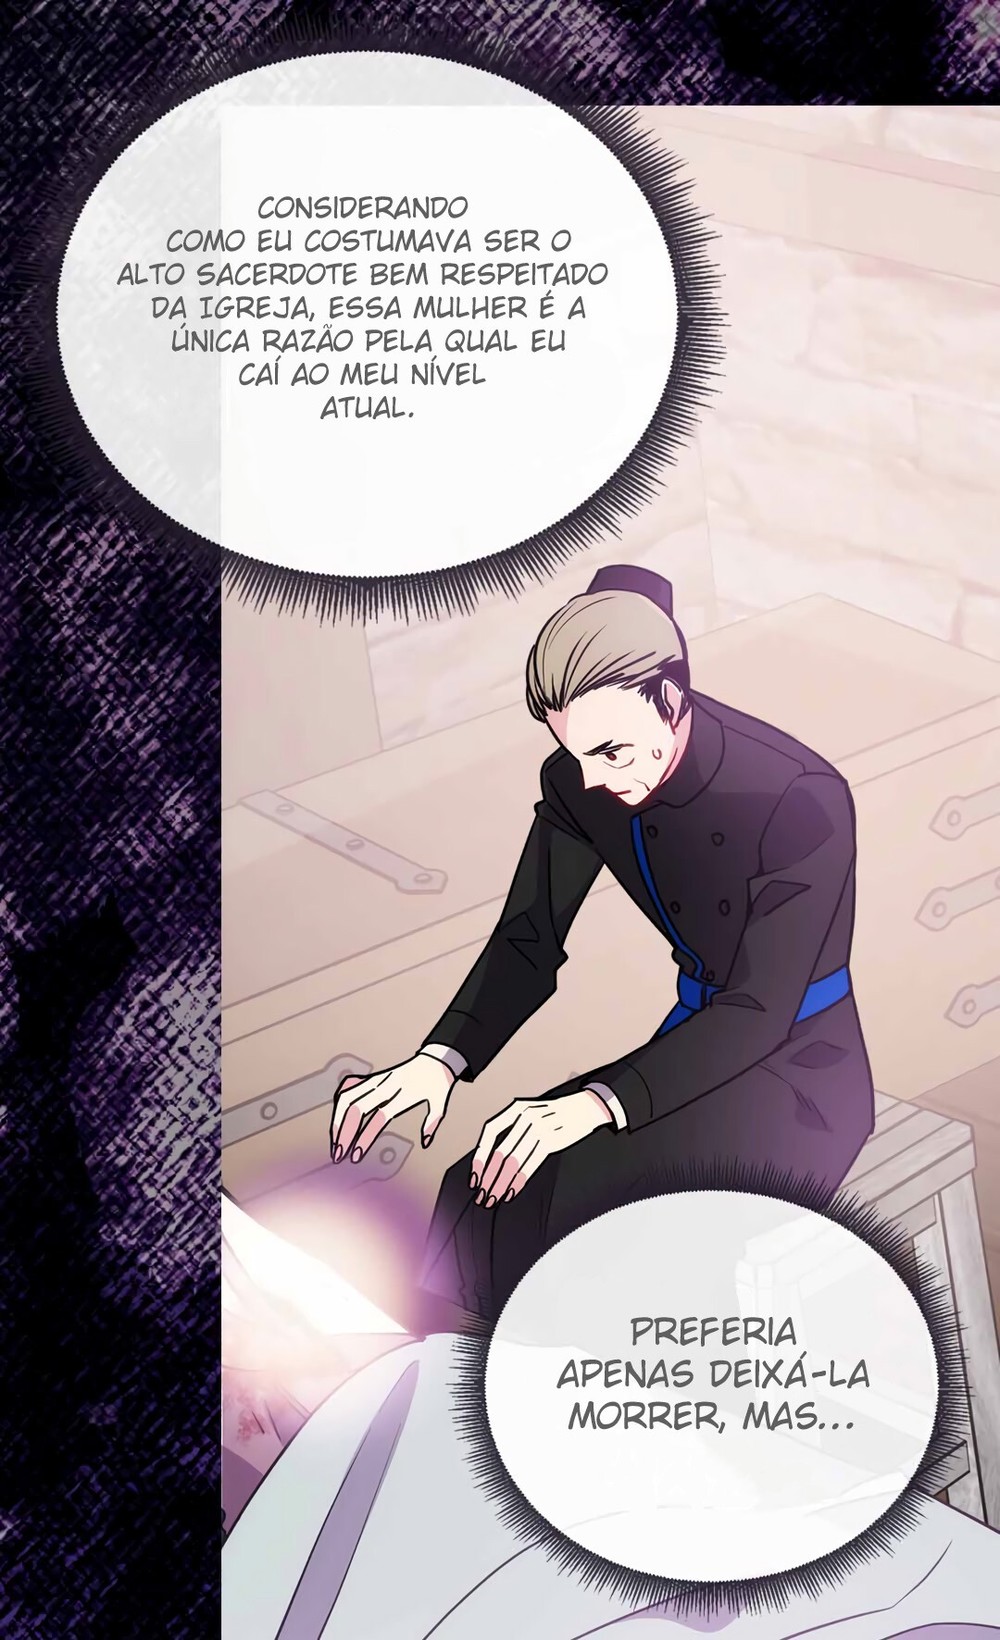 CONSIDERANDO
COMO EU COSTUMAVA SER O
ALTO SACERDOTE BEM RESPEITADO
DA IGREJA, ESSA MULHER É A
ÚNICA RAZÃO PELA QUAL EU
CAÍ AO MEU NÍVEL
ATUAL.
PREFERIA
APENAS DEIXÁ-LA
MORRER, MAS...